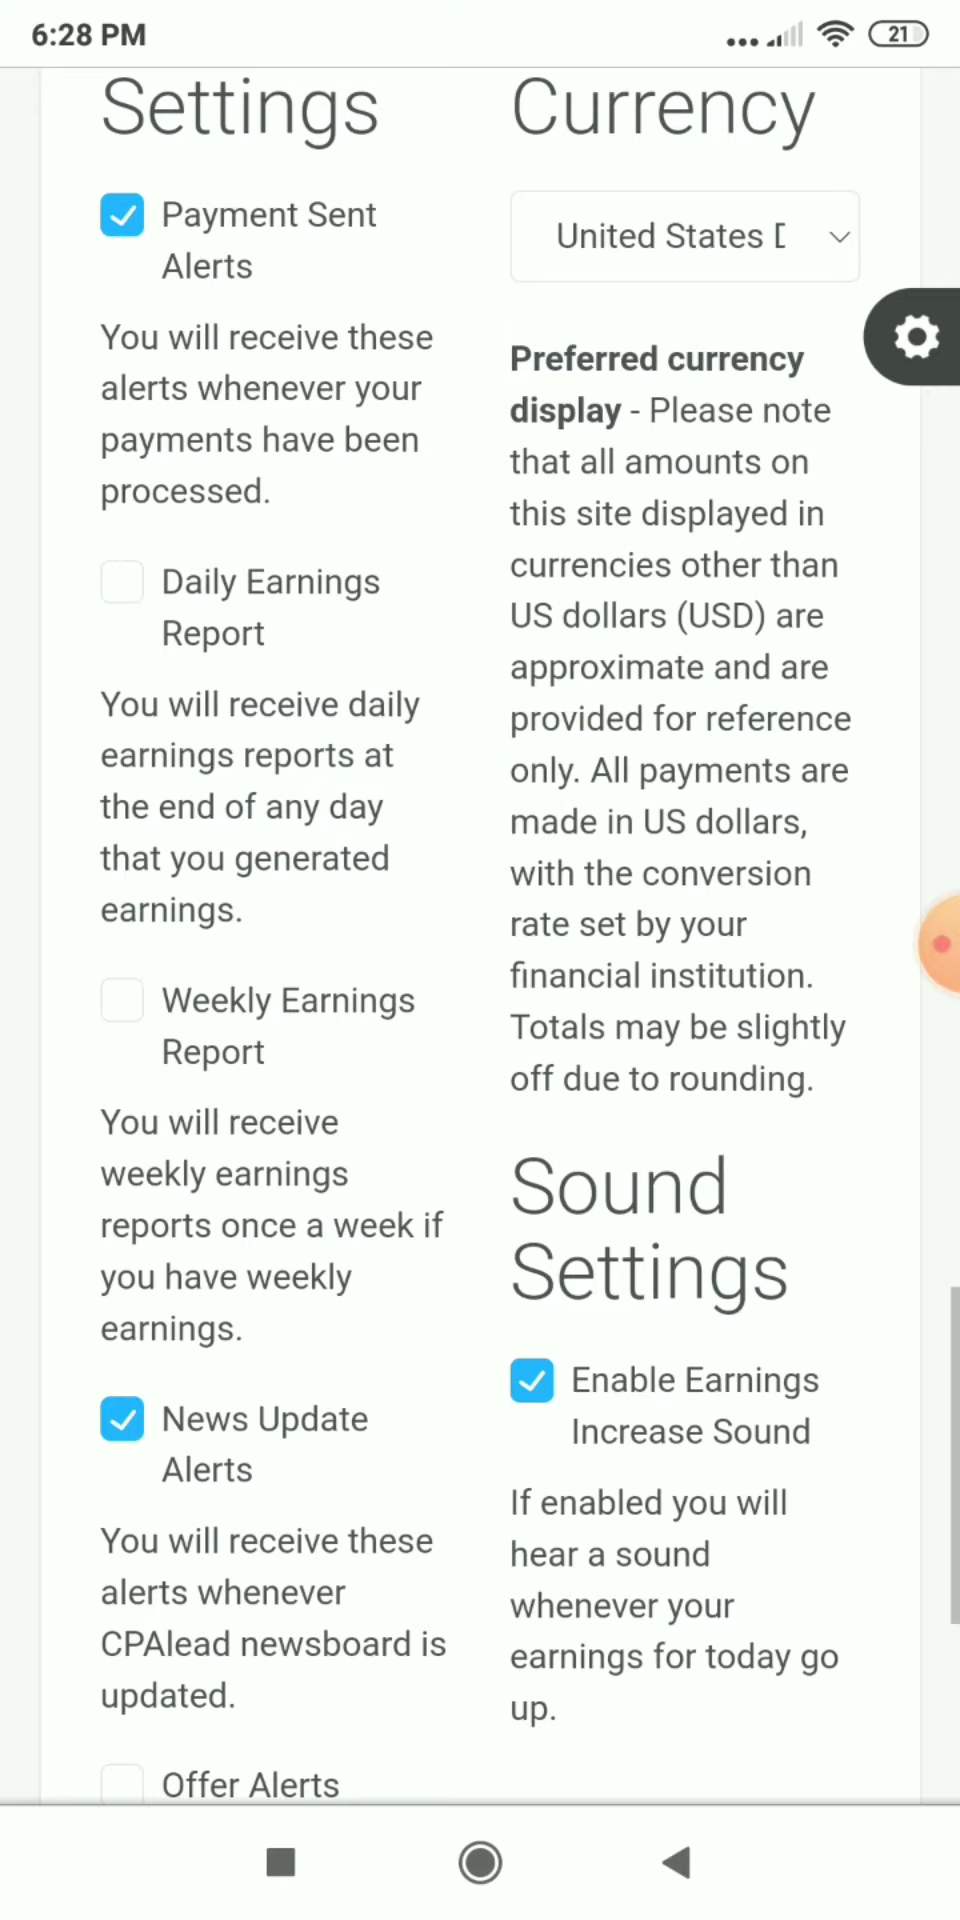 6:28 PM
21
Settings
Payment Sent
Alerts
You will receive these
alerts whenever your
payments have been
processed.
Daily Earnings
Report
You will receive daily
earnings reports at
the end of any day
that you generated
earnings.
Weekly Earnings
Report
You will receive
weekly earnings
reports once a week if
you have weekly
earnings.
News Update
Alerts
You will receive these
alerts whenever
CPAlead newsboard is
updated.
Offer Alerts
Currency
United States
Preferred currency
display - Please note
that all amounts on
this site displayed in
currencies other than
US dollars (USD) are
approximate and are
provided for reference
only. All payments are
made in US dollars,
with the conversion
rate set by your
financial institution.
Totals may be slightly
off due to rounding.
Sound
Settings
Enable Earnings
Increase Sound
If enabled you will
hear a sound
whenever your
earnings for today go
up.